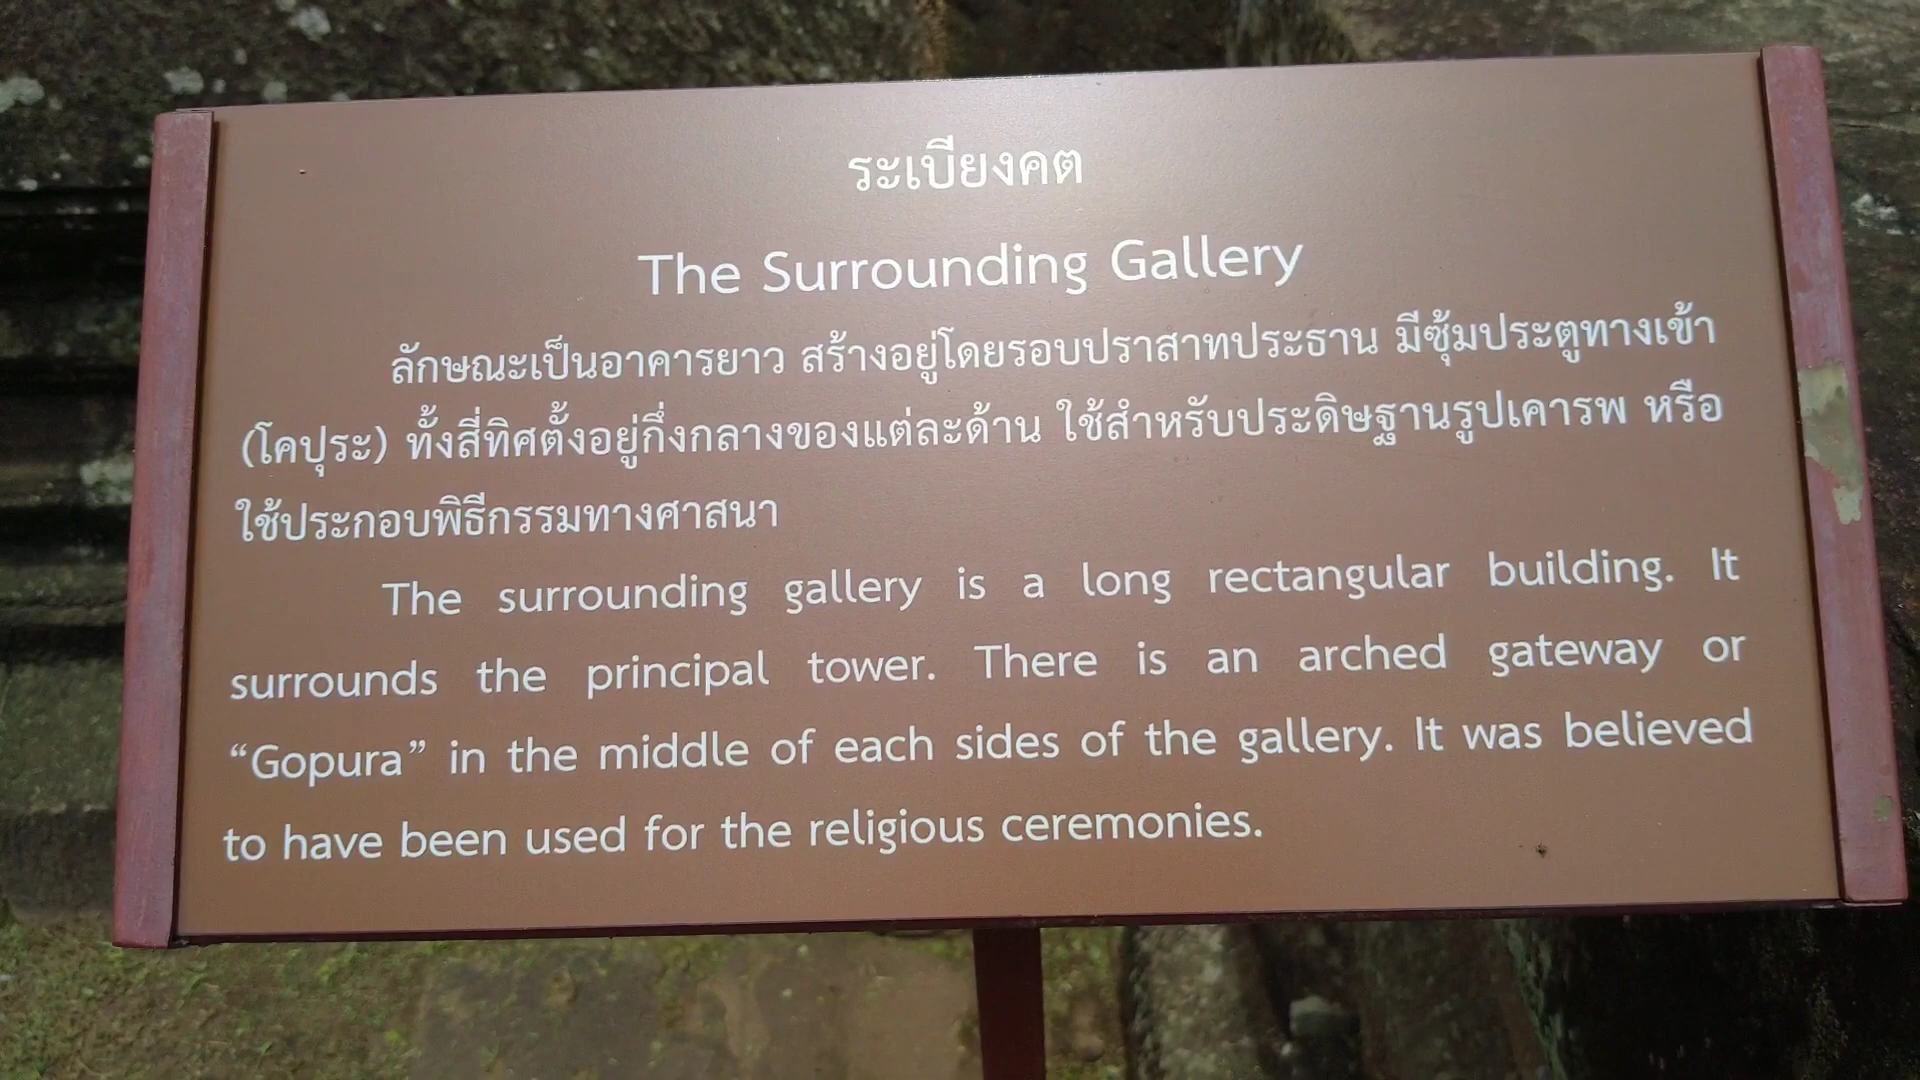 ระเบียงคต
The Surrounding Gallery
ลักษณะเป็นอาคารยาว สร้างอยู่โดยรอบปราสาทประธาน มีซุ้มประตูทางเข้า
(โคปุระ) ทั้งสี่ทิศตั้งอยู่กึ่งกลางของแต่ละด้าน ใช้สำหรับประดิษฐานรูปเคารพ หรือ
ใช้ประกอบพิธีกรรมทางศาสนา
The surrounding gallery is a long rectangular building. It
surrounds the principal tower. There is an arched gateway or
“Gopura” in the middle of each sides of the gallery. It was believed
to have been used for the religious ceremonies.